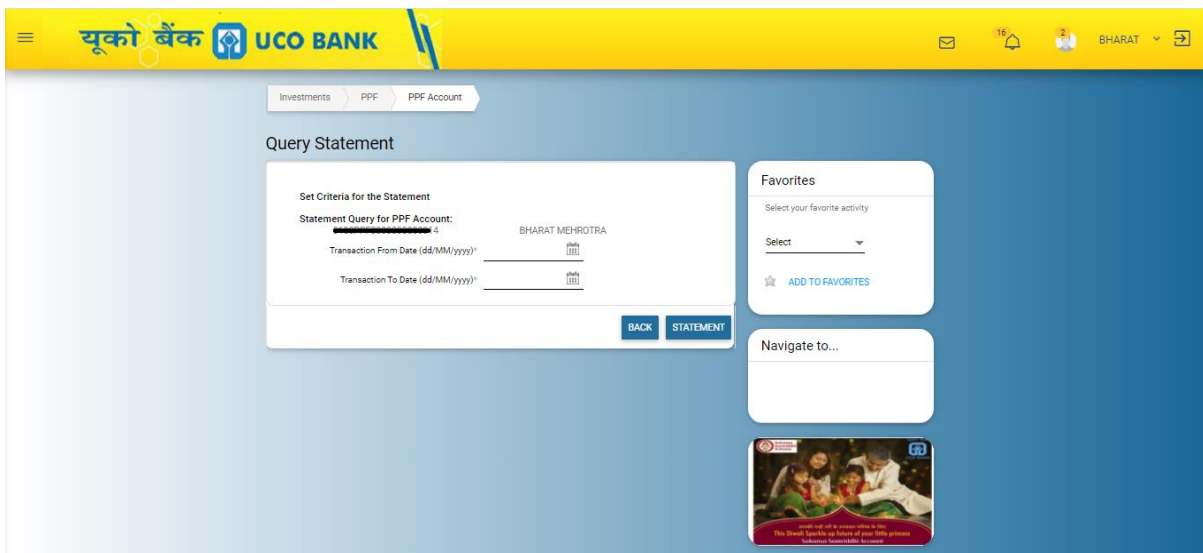 यूको बैंक UCO BANK
16
2
BHARAT
Investments PPF PPF Account
Query Statement
Set Criteria for the Statement
Statement Query for PPF Account:
4 BHARAT MEHROTRA
Transaction From Date (dd/MM/yyyy)*
Transaction To Date (dd/MM/yyyy)*
BACK STATEMENT
Favorites
Select your favorite activity
Select
ADD TO FAVORITES
Navigate to...
UCO BANK
This Diwali Sparkle up future of your little princess
Sukanya Samriddhi Account